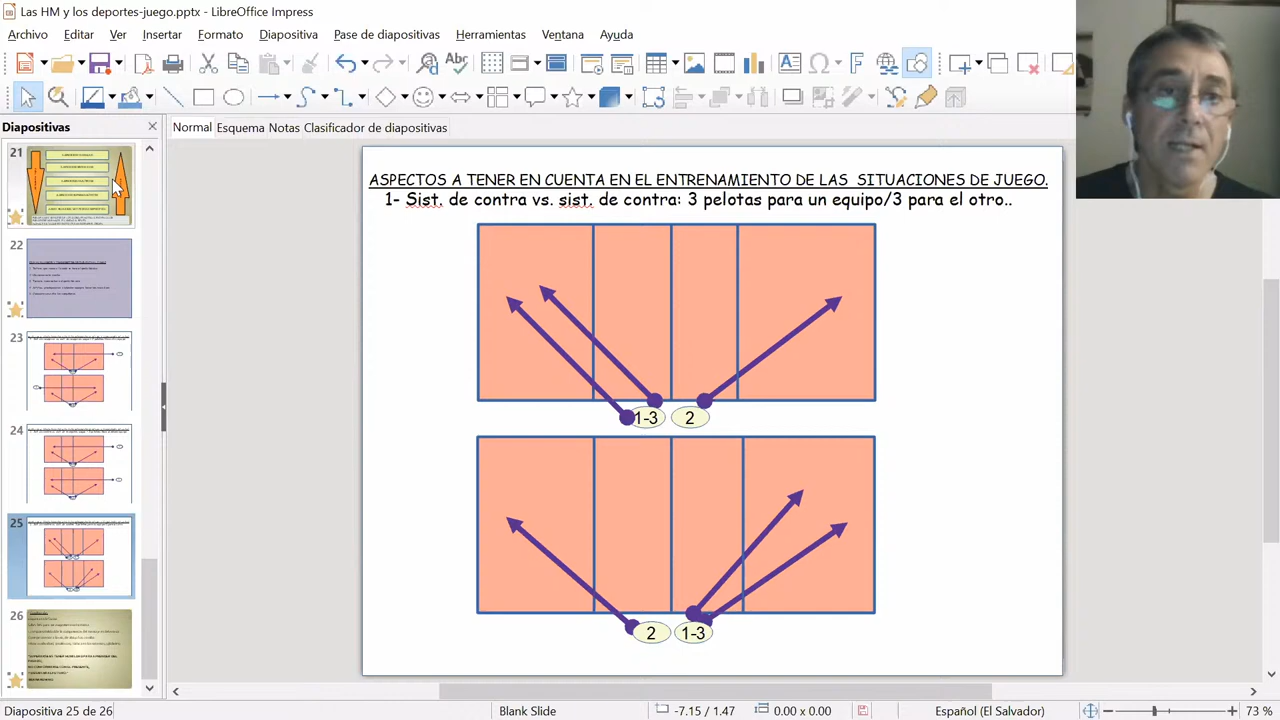 Las HM y los deportes-juego.pptx - LibreOffice Impress
Archivo Editar Ver Insertar Formato Diapositiva Pase de diapositivas Herramientas Ventana Ayuda
Diapositivas
Normal Esquema Notas Clasificador de diapositivas
ASPECTOS A TENER EN CUENTA EN EL ENTRENAMIENTO DE LAS SITUACIONES DE JUEGO.
1- Sist. de contra vs. sist. de contra: 3 pelotas para un equipo/3 para el otro..
1-3 2
2 1-3
21
22
23
24
25
26
Diapositiva 25 de 26
Blank Slide
-7.15 / 1.47
0.00 x 0.00
Español (El Salvador)
73 %